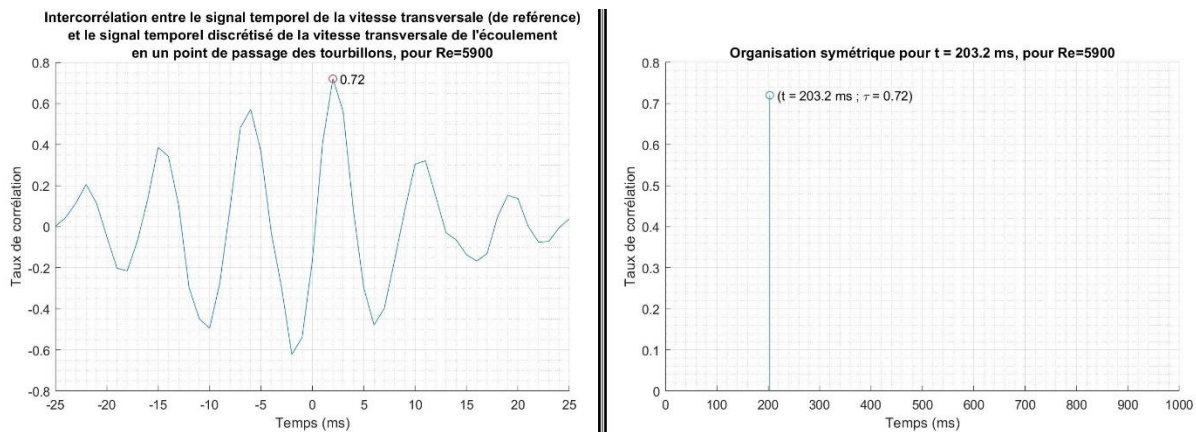 Intercorrélation entre le signal temporel de la vitesse transversale (de reférence)
et le signal temporel discrétisé de la vitesse transversale de l'écoulement
en un point de passage des tourbillons, pour Re=5900
0.8
0.6
0.4
0.2
0
-0.2
-0.4
-0.6
-0.8
Taux de corrélation
0.72
-25 -20 -15 -10 -5 0 5 10 15 20 25
Temps (ms)
Organisation symétrique pour t = 203.2 ms, pour Re=5900
0.8
0.7
0.6
0.5
0.4
0.3
0.2
0.1
0
Taux de corrélation
(t = 203.2 ms ; τ = 0.72)
0 100 200 300 400 500 600 700 800 900 1000
Temps (ms)